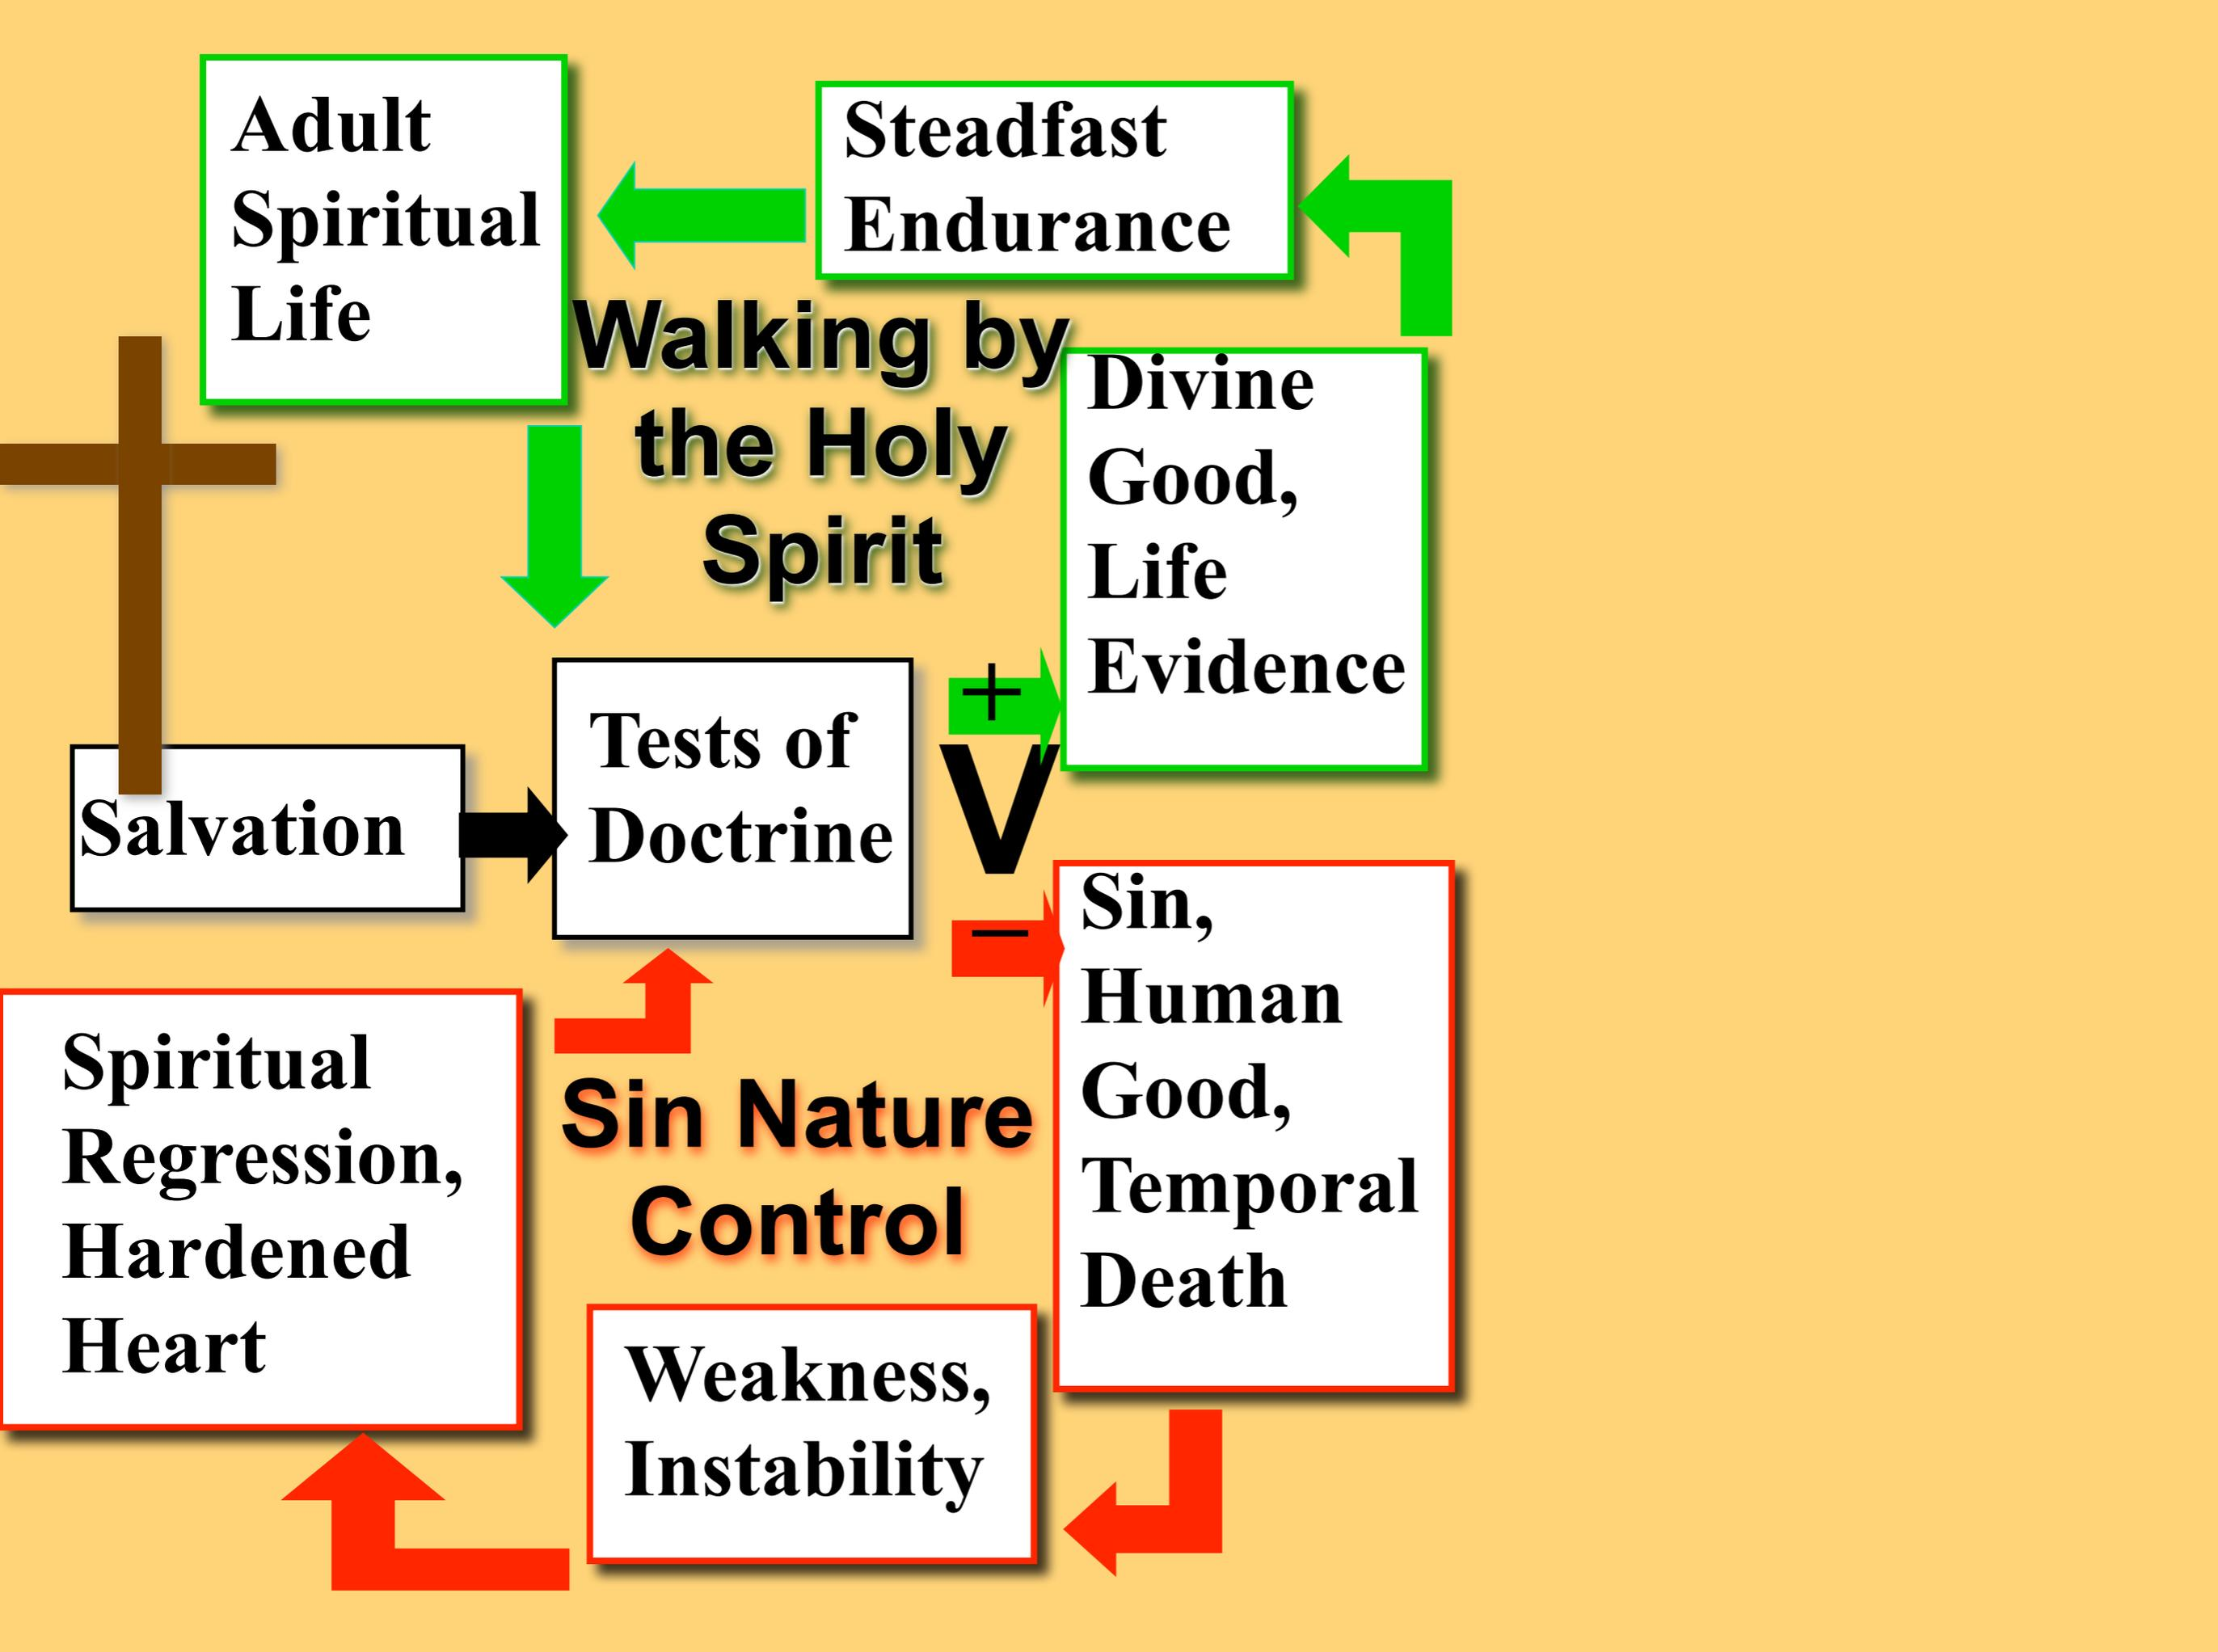 Adult
Spiritual
Life
Steadfast
Endurance
Walking by
the Holy
Spirit
Divine
Good,
Life
Evidence
Salvation
Tests of
Doctrine
+
V
–
Sin,
Human
Good,
Temporal
Death
Spiritual
Regression,
Hardened
Heart
Sin Nature
Control
Weakness,
Instability